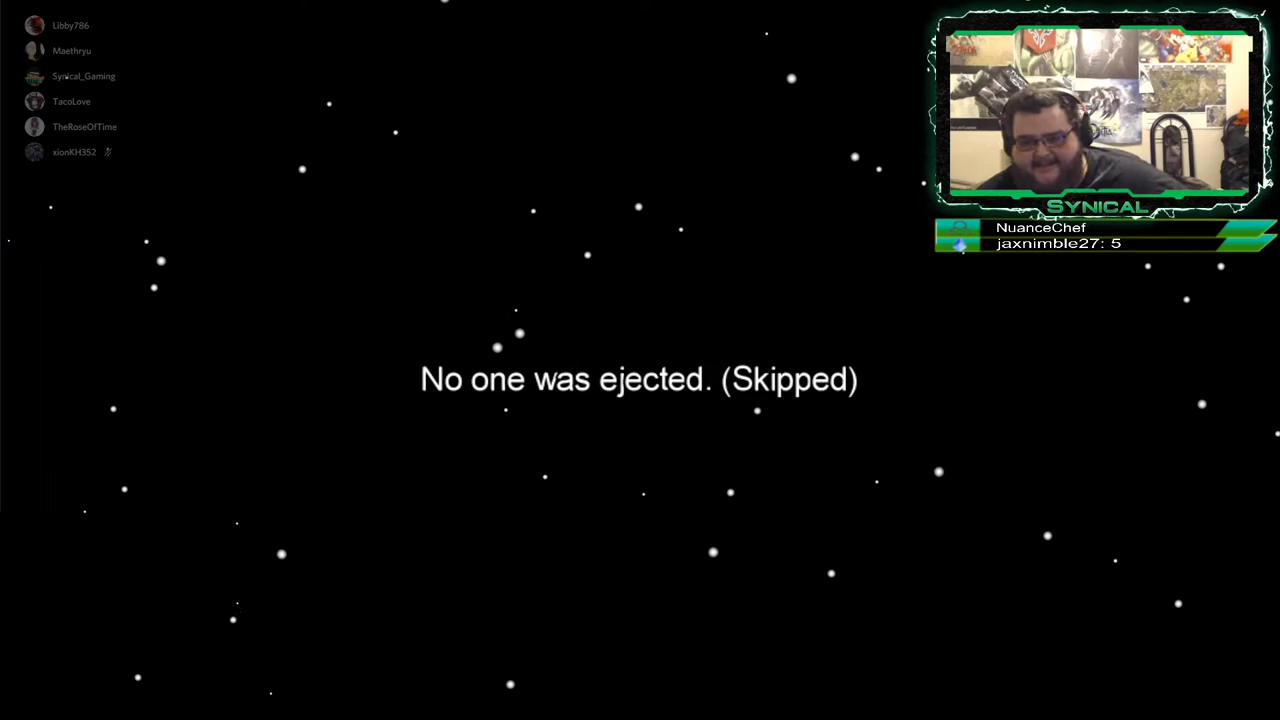 Libby786
Maethryu
Synical_Gaming
TacoLove
TheRoseOfTime
xionKH352
SYNICAL
NuanceChef
jaxnimble27: 5
No one was ejected. (Skipped)